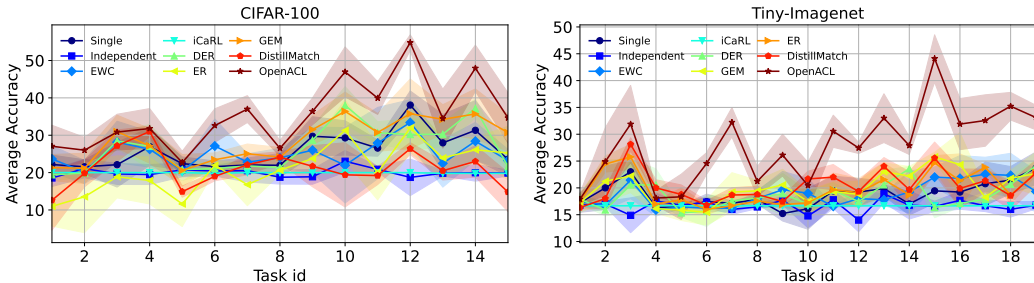 CIFAR-100
Average Accuracy
50
40
30
20
10
Single
Independent
EWC
iCaRL
DER
ER
GEM
DistillMatch
OpenACL
2 4 6 8 10 12 14
Task id
Tiny-Imagenet
Average Accuracy
50
45
40
35
30
25
20
15
10
Single
Independent
EWC
iCaRL
DER
GEM
ER
DistillMatch
OpenACL
2 4 6 8 10 12 14 16 18
Task id